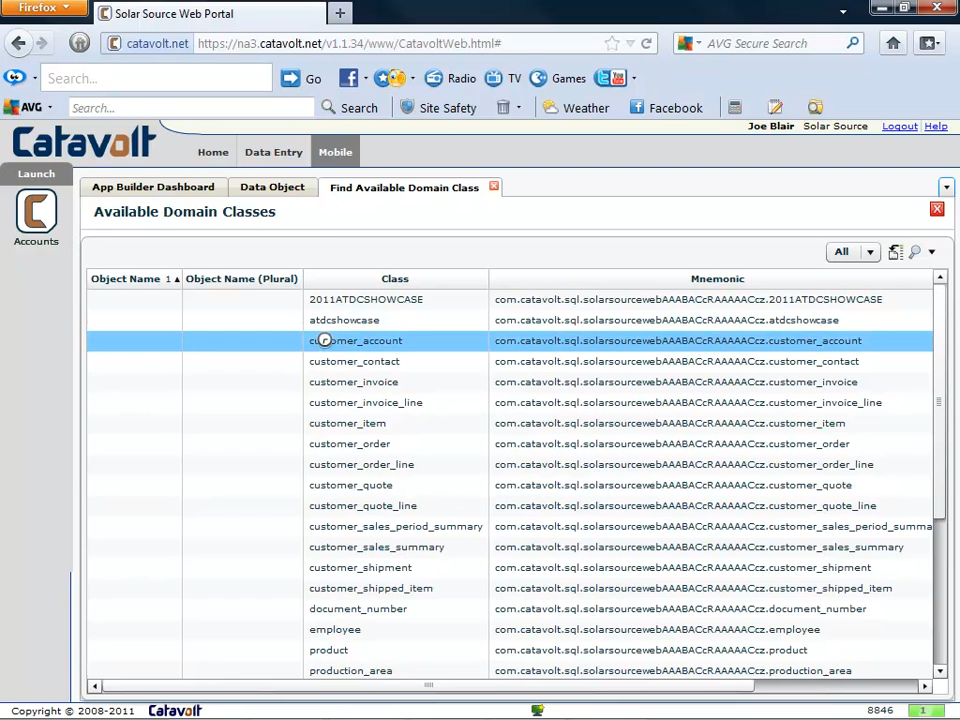 Firefox
Solar Source Web Portal
catavolt.net
https://na3.catavolt.net/v1.1.34/www/CatavoltWeb.html#
AVG Secure Search
Search...
Go
Radio
TV
Games
AVG
Search...
Search
Site Safety
Weather
Facebook
Catavolt
Home
Data Entry
Mobile
Joe Blair
Solar Source
Logout
Help
Launch
Accounts
App Builder Dashboard
Data Object
Find Available Domain Class
Available Domain Classes
All
Object Name 1 Object Name (Plural) Class Mnemonic
2011ATDCSHOWCASE com.catavolt.sql.solarsourcewebAAABACcRAAAAACcz.2011ATDCSHOWCASE
atdcshowcase com.catavolt.sql.solarsourcewebAAABACcRAAAAACcz.atdcshowcase
customer_account com.catavolt.sql.solarsourcewebAAABACcRAAAAACcz.customer_account
customer_contact com.catavolt.sql.solarsourcewebAAABACcRAAAAACcz.customer_contact
customer_invoice com.catavolt.sql.solarsourcewebAAABACcRAAAAACcz.customer_invoice
customer_invoice_line com.catavolt.sql.solarsourcewebAAABACcRAAAAACcz.customer_invoice_line
customer_item com.catavolt.sql.solarsourcewebAAABACcRAAAAACcz.customer_item
customer_order com.catavolt.sql.solarsourcewebAAABACcRAAAAACcz.customer_order
customer_order_line com.catavolt.sql.solarsourcewebAAABACcRAAAAACcz.customer_order_line
customer_quote com.catavolt.sql.solarsourcewebAAABACcRAAAAACcz.customer_quote
customer_quote_line com.catavolt.sql.solarsourcewebAAABACcRAAAAACcz.customer_quote_line
customer_sales_period_summary com.catavolt.sql.solarsourcewebAAABACcRAAAAACcz.customer_sales_period_summa
customer_sales_summary com.catavolt.sql.solarsourcewebAAABACcRAAAAACcz.customer_sales_summary
customer_shipment com.catavolt.sql.solarsourcewebAAABACcRAAAAACcz.customer_shipment
customer_shipped_item com.catavolt.sql.solarsourcewebAAABACcRAAAAACcz.customer_shipped_item
document_number com.catavolt.sql.solarsourcewebAAABACcRAAAAACcz.document_number
employee com.catavolt.sql.solarsourcewebAAABACcRAAAAACcz.employee
product com.catavolt.sql.solarsourcewebAAABACcRAAAAACcz.product
production_area com.catavolt.sql.solarsourcewebAAABACcRAAAAACcz.production_area
Copyright © 2008-2011 Catavolt
8846
1